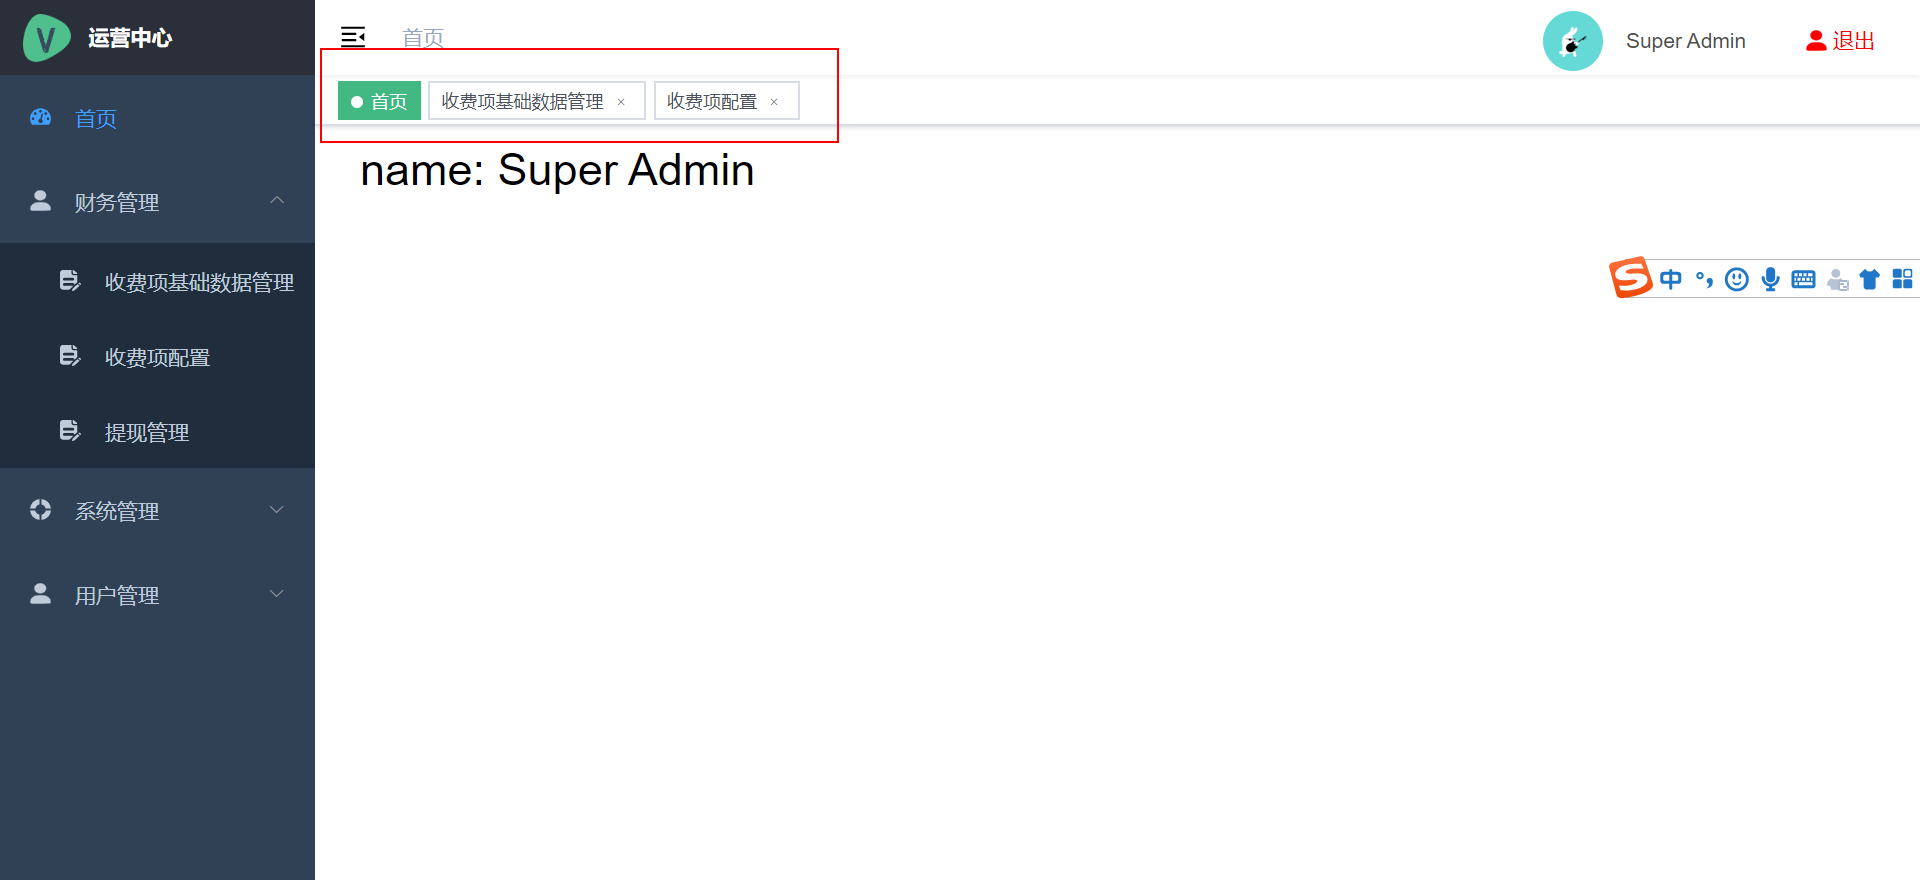 运营中心
首页
Super Admin
退出
首页
收费项基础数据管理 ×
收费项配置 ×
name: Super Admin
首页
财务管理
收费项基础数据管理
收费项配置
提现管理
系统管理
用户管理
中